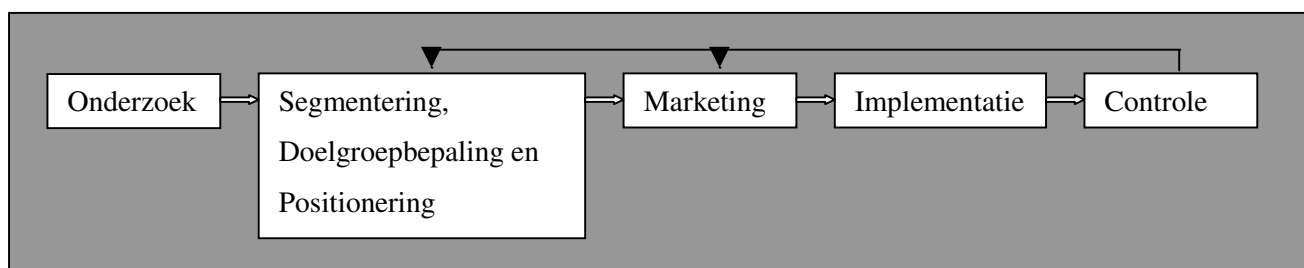 Onderzoek
Segmentering,
Doelgroepbepaling en
Positionering
Marketing
Implementatie
Controle